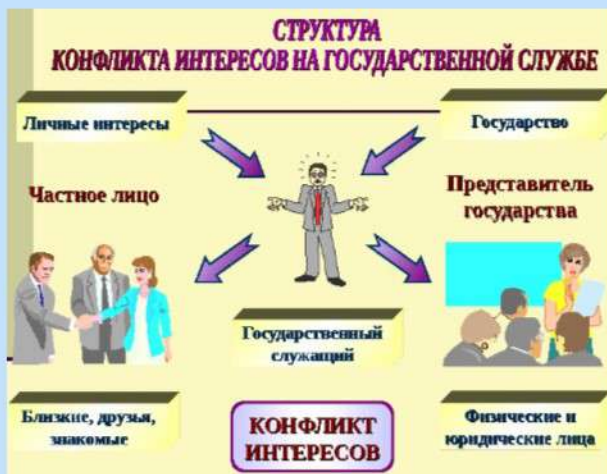 СТРУКТУРА
КОНФЛИКТА ИНТЕРЕСОВ НА ГОСУДАРСТВЕННОЙ СЛУЖБЕ
Личные интересы
Государство
Частное лицо
Представитель
государства
Государственный
служащий
Близкие, друзья,
знакомые
КОНФЛИКТ
ИНТЕРЕСОВ
Физические и
юридические лица